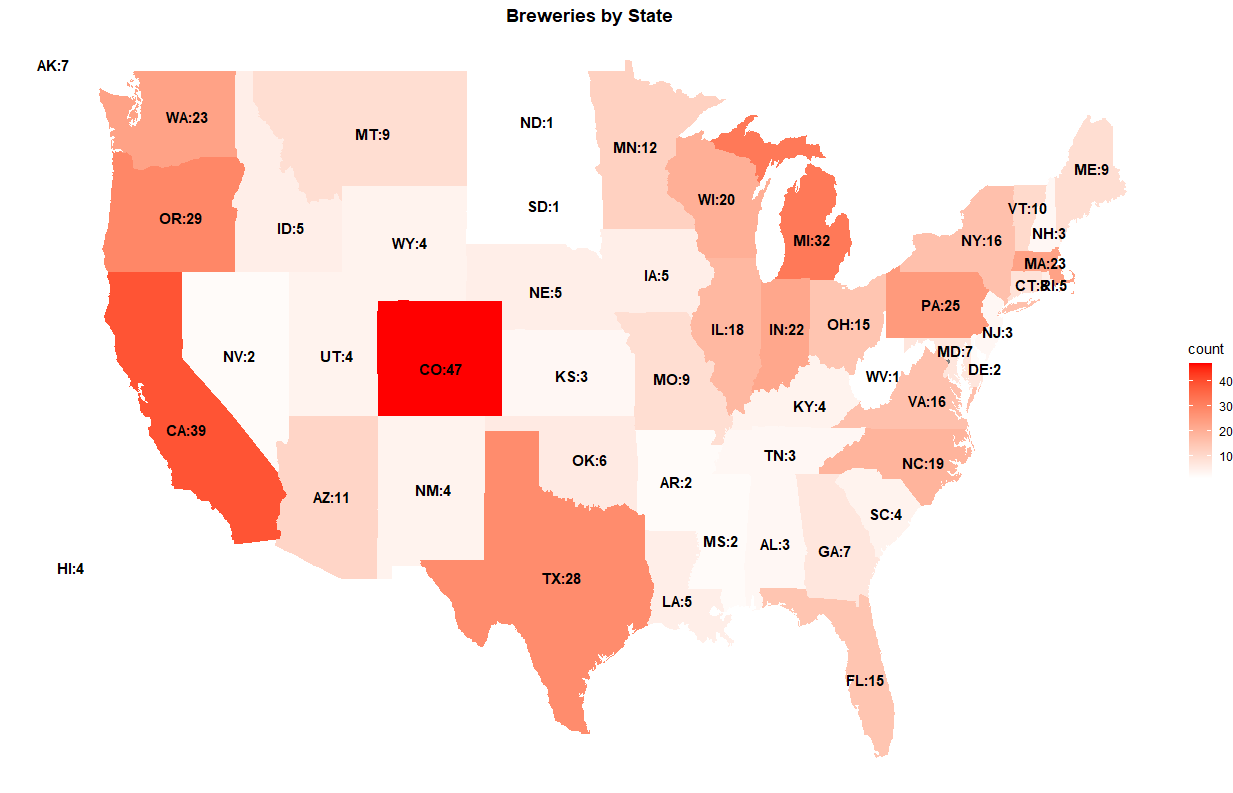 Breweries by State
AK:7
WA:23
MT:9
ND:1
MN:12
ME:9
OR:29
ID:5
WY:4
SD:1
WI:20
MI:32
NY:16
VT:10
NH:3
MA:23
NV:2
UT:4
CO:47
NE:5
KS:3
IA:5
MO:9
IL:18
IN:22
OH:15
PA:25
CT:8
RI:5
NJ:3
MD:7
DE:2
WV:1
VA:16
KY:4
CA:39
AZ:11
NM:4
OK:6
AR:2
TN:3
NC:19
SC:4
HI:4
TX:28
LA:5
MS:2
AL:3
GA:7
FL:15
count
40
30
20
10